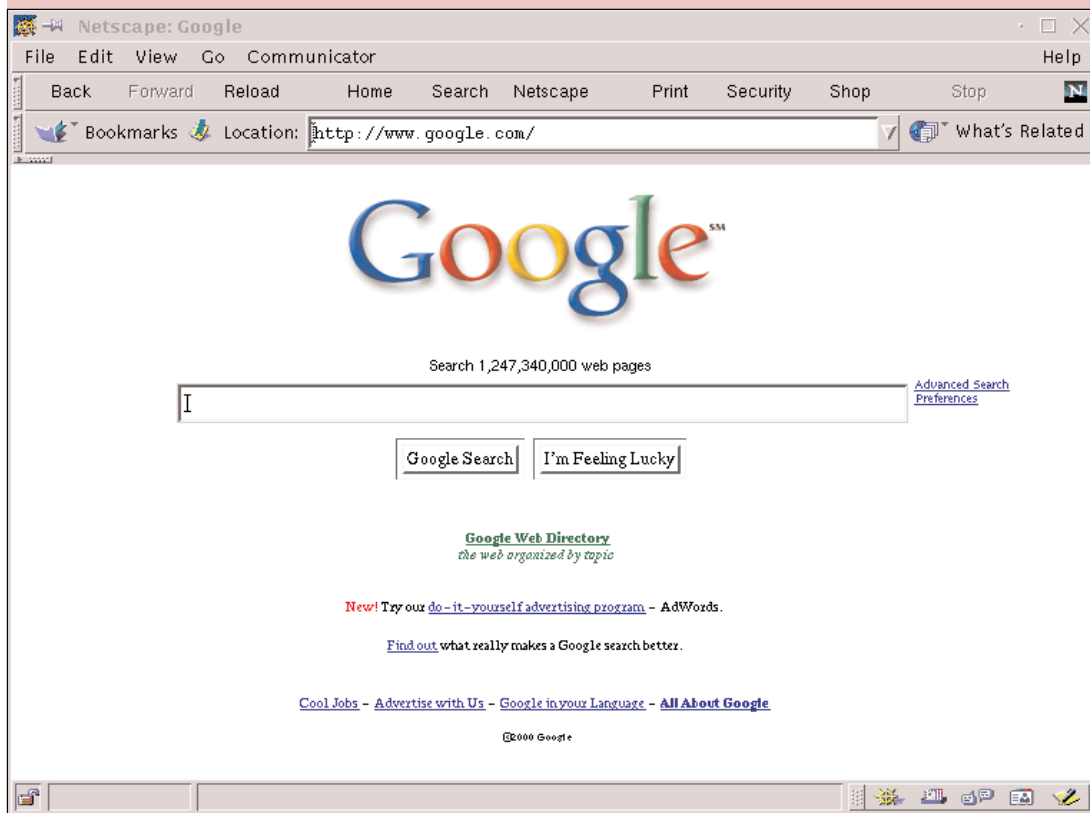 Netscape: Google
File Edit View Go Communicator Help
Back Forward Reload Home Search Netscape Print Security Shop Stop N
Bookmarks Location: http://www.google.com/ What's Related
Google SM
Search 1,247,340,000 web pages
Advanced Search
Preferences
Google Search I'm Feeling Lucky
Google Web Directory
the web organized by topic
New! Try our do-it-yourself advertising program - AdWords.
Find out what really makes a Google search better.
Cool Jobs - Advertise with Us - Google in your Language - All About Google
©2000 Google